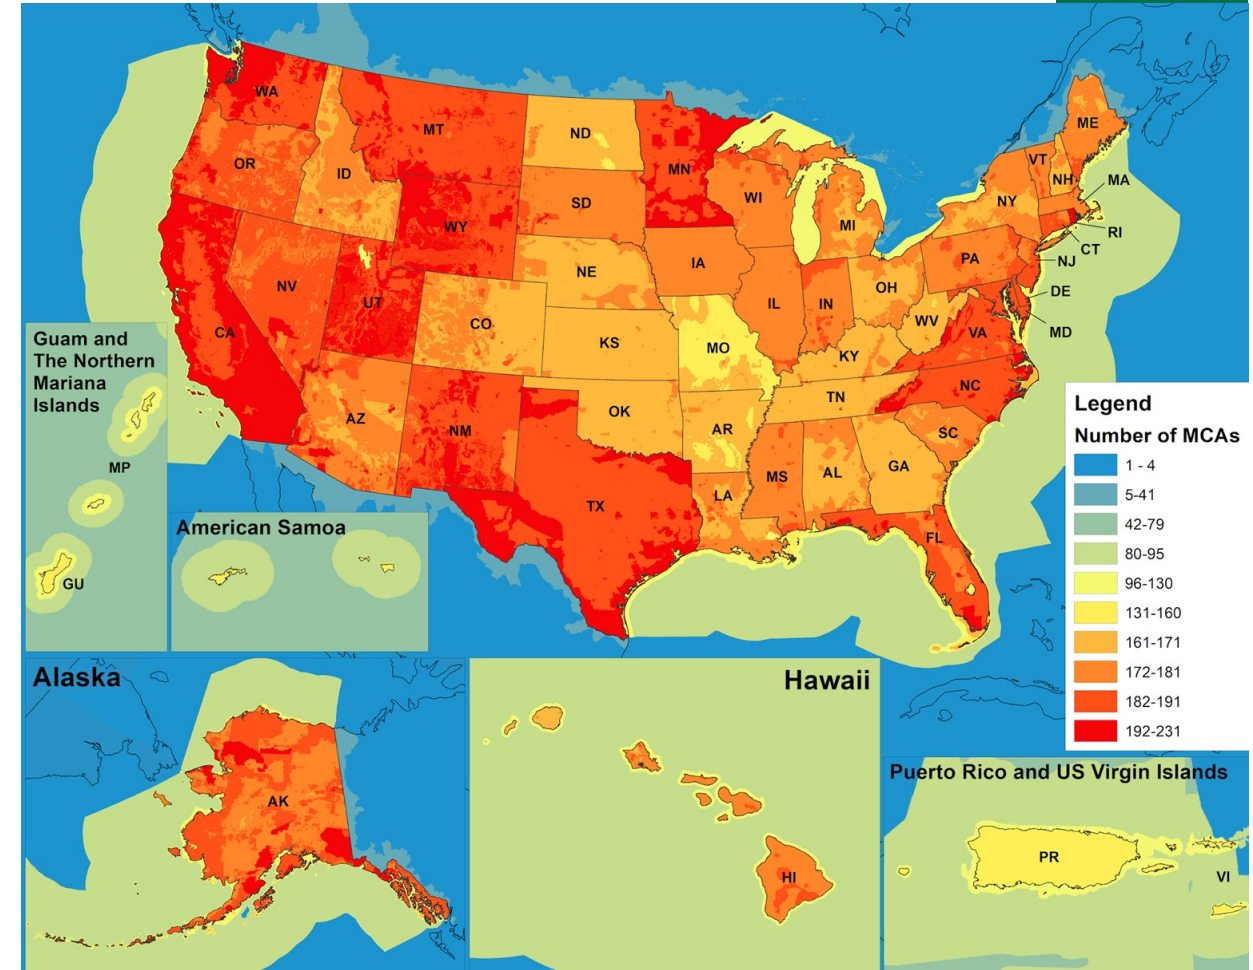 WA
MT
ND
MN
ME
OR
ID
SD
WI
VT
NH
MA
WY
NY
MI
RI
CT
NV
UT
NE
IA
PA
NJ
CA
CO
IL
IN
OH
DE
WV
VA
MD
KS
MO
KY
AZ
NM
OK
TN
NC
AR
SC
TX
LA
MS
AL
GA
FL
Guam and
The Northern
Mariana
Islands
MP
GU
American Samoa
Legend
Number of MCAs
1 - 4
5-41
42-79
80-95
96-130
131-160
161-171
172-181
182-191
192-231
Alaska
AK
Hawaii
HI
Puerto Rico and US Virgin Islands
PR
VI